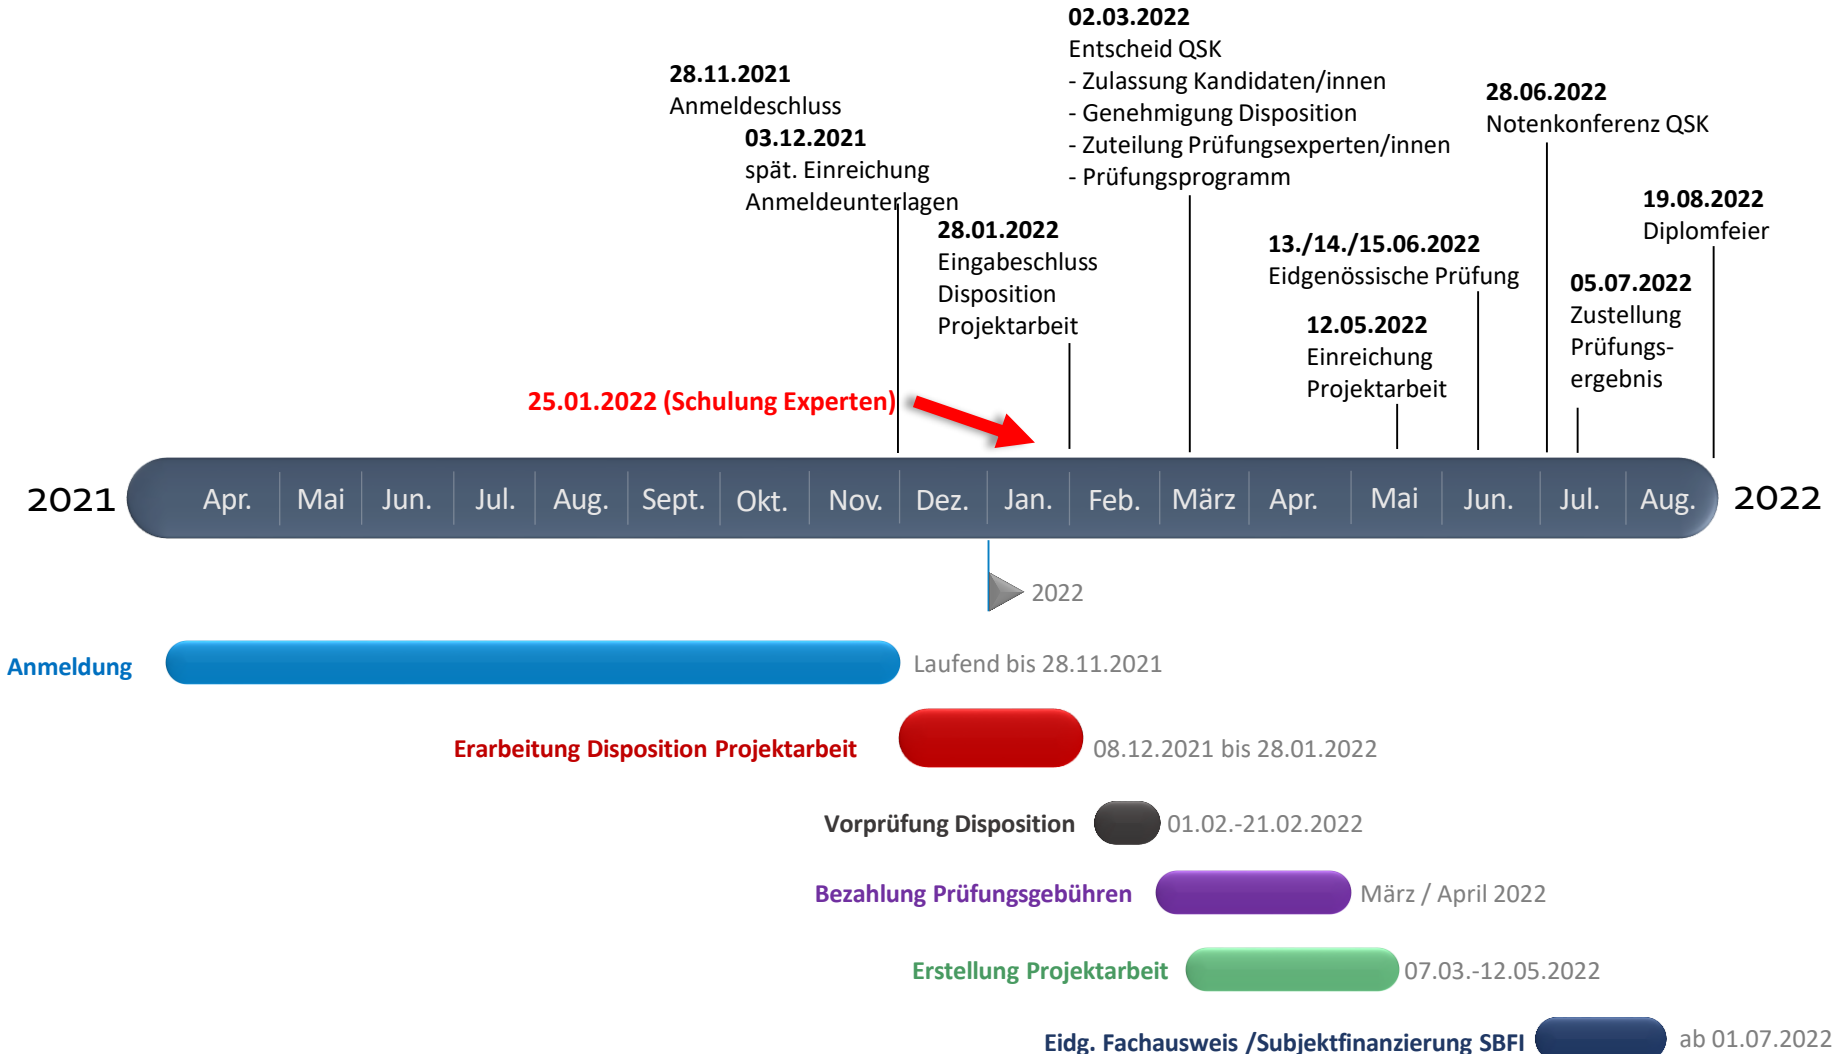 02.03.2022
Entscheid QSK
- Zulassung Kandidaten/innen
- Genehmigung Disposition
- Zuteilung Prüfungsexperten/innen
- Prüfungsprogramm
28.11.2021
Anmeldeschluss
03.12.2021
spät. Einreichung
Anmeldeunterlagen
28.06.2022
Notenkonferenz QSK
19.08.2022
Diplomfeier
28.01.2022
Eingabeschluss
Disposition
Projektarbeit
13./14./15.06.2022
Eidgenössische Prüfung
05.07.2022
Zustellung
Prüfungs-
ergebnis
12.05.2022
Einreichung
Projektarbeit
25.01.2022 (Schulung Experten)
2021 Apr. Mai Jun. Jul. Aug. Sept. Okt. Nov. Dez. Jan. Feb. März Apr. Mai Jun. Jul. Aug. 2022
2022
Anmeldung Laufend bis 28.11.2021
Erarbeitung Disposition Projektarbeit 08.12.2021 bis 28.01.2022
Vorprüfung Disposition 01.02.-21.02.2022
Bezahlung Prüfungsgebühren März / April 2022
Erstellung Projektarbeit 07.03.-12.05.2022
Eidg. Fachausweis /Subjektfinanzierung SBFI ab 01.07.2022